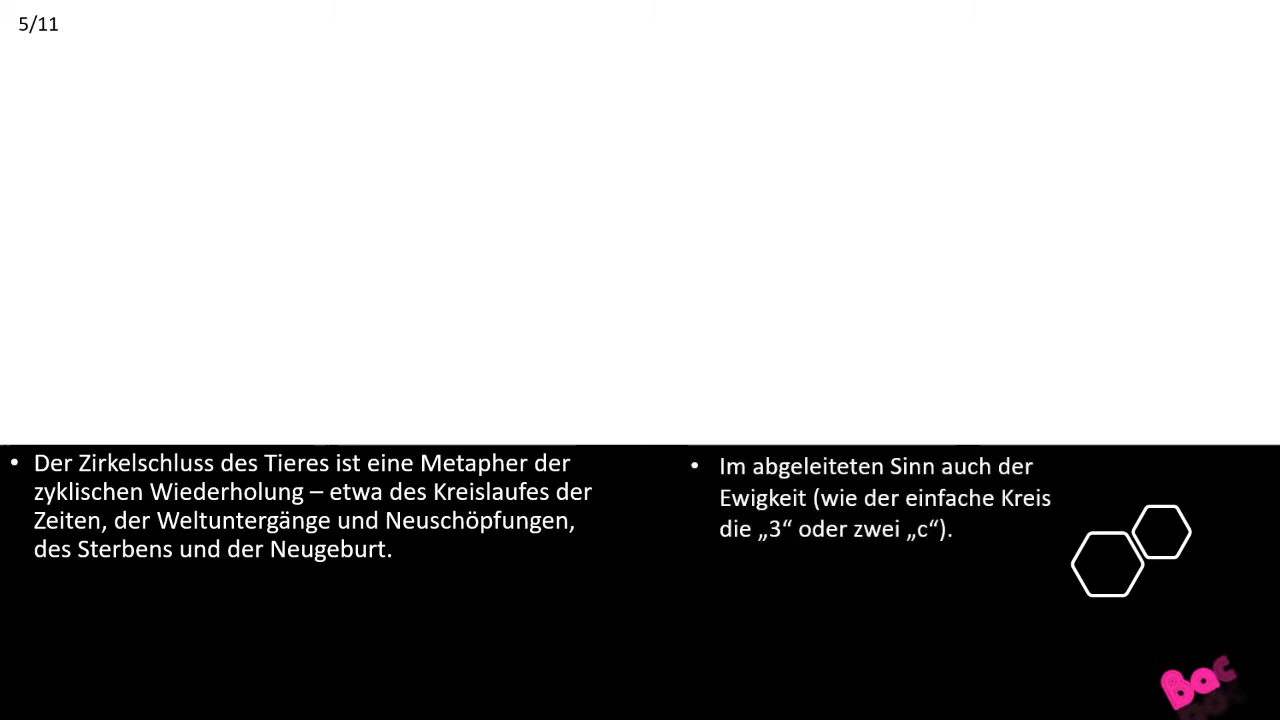 5/11
• Der Zirkelschluss des Tieres ist eine Metapher der
zyklischen Wiederholung – etwa des Kreislaufes der
Zeiten, der Weltuntergänge und Neuschöpfungen,
des Sterbens und der Neugeburt.
• Im abgeleiteten Sinn auch der
Ewigkeit (wie der einfache Kreis
die „3“ oder zwei „c“).
Bac